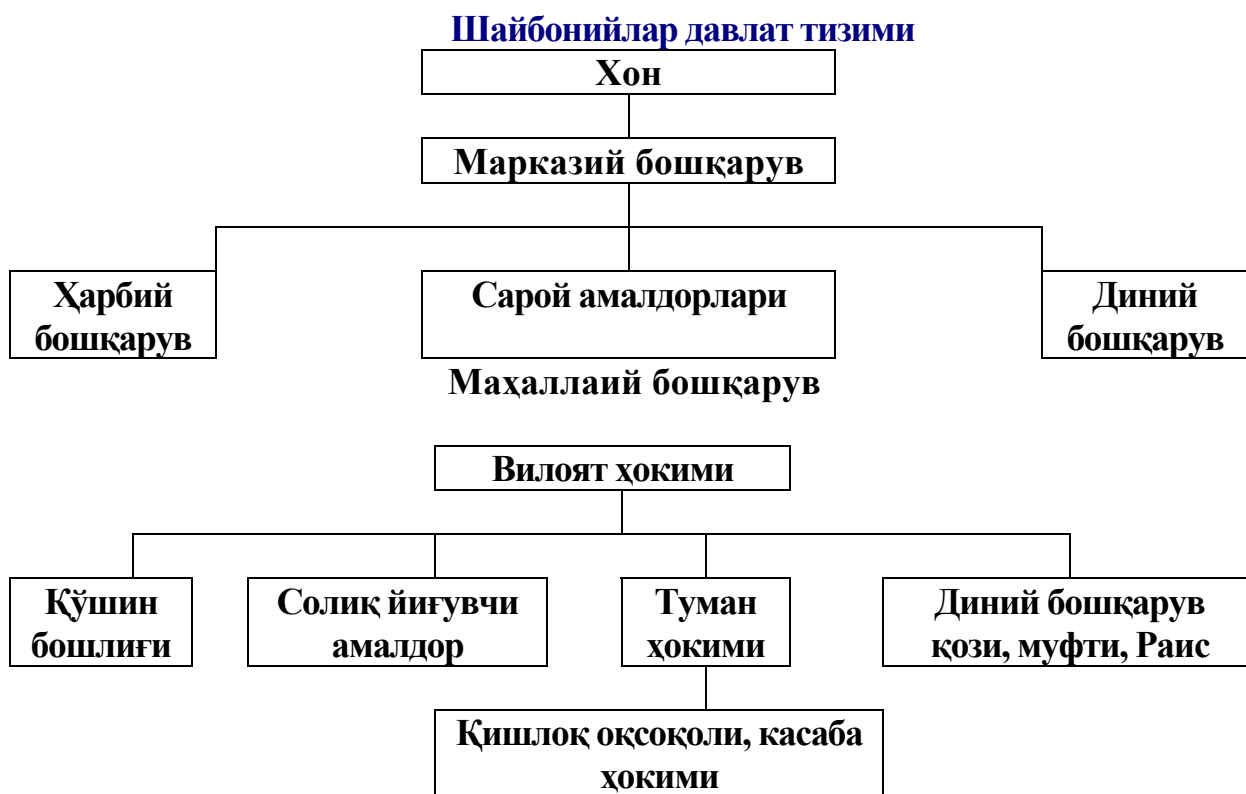 Шайбонийлар давлат тизими
Хон
Марказий бошқарув
Ҳарбий
бошқарув
Сарой амалдорлари
Диний
бошқарув
Маҳаллаий бошқарув
Вилоят ҳокими
Қўшин
бошлиғи
Солиқ йиғувчи
амалдор
Туман
ҳокими
Диний бошқарув
қози, муфти, Раис
Қишлоқ оқсоқоли, касаба
ҳокими